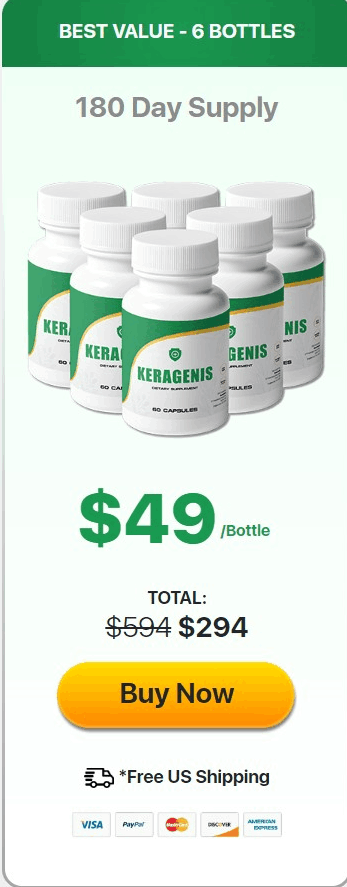 BEST VALUE - 6 BOTTLES
180 Day Supply
KERAGENIS
DIETARY SUPPLEMENT
60 CAPSULES
$49 /Bottle
TOTAL:
$594 $294
Buy Now
*Free US Shipping
VISA PayPal MasterCard DISCOVER AMERICAN EXPRESS